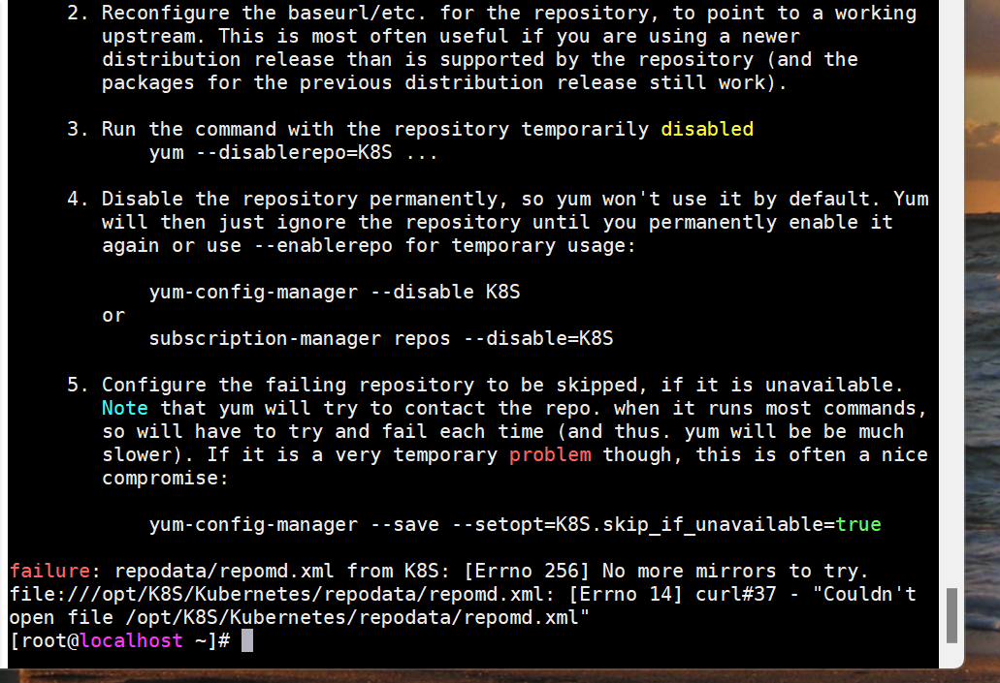 2. Reconfigure the baseurl/etc. for the repository, to point to a working
upstream. This is most often useful if you are using a newer
distribution release than is supported by the repository (and the
packages for the previous distribution release still work).
3. Run the command with the repository temporarily disabled
yum --disablerepo=K8S ...
4. Disable the repository permanently, so yum won't use it by default. Yum
will then just ignore the repository until you permanently enable it
again or use --enablerepo for temporary usage:
yum-config-manager --disable K8S
or
subscription-manager repos --disable=K8S
5. Configure the failing repository to be skipped, if it is unavailable.
Note that yum will try to contact the repo. when it runs most commands,
so will have to try and fail each time (and thus. yum will be be much
slower). If it is a very temporary problem though, this is often a nice
compromise:
yum-config-manager --save --setopt=K8S.skip_if_unavailable=true
failure: repodata/repomd.xml from K8S: [Errno 256] No more mirrors to try.
file:///opt/K8S/Kubernetes/repodata/repomd.xml: [Errno 14] curl#37 - "Couldn't
open file /opt/K8S/Kubernetes/repodata/repomd.xml"
[root@localhost ~]#